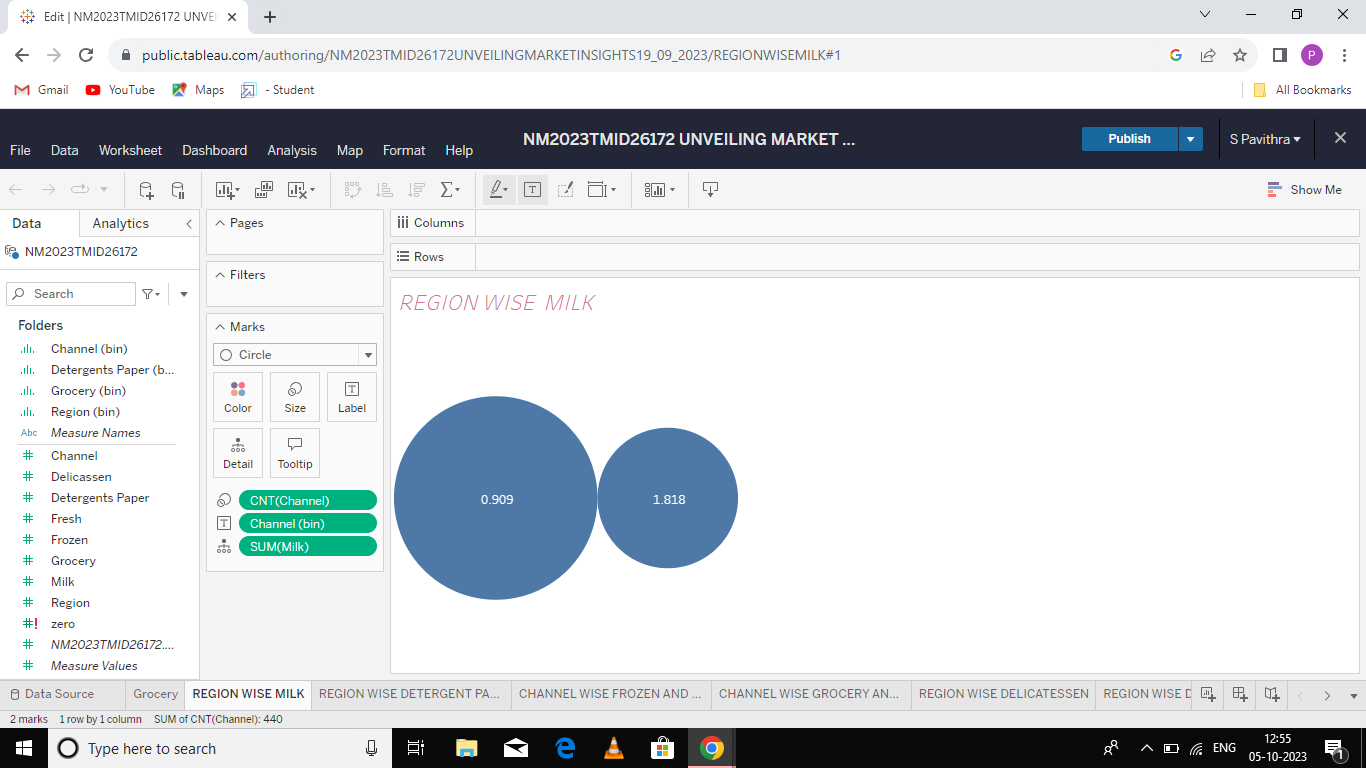 Edit | NM2023TMID26172 UNVEI
public.tableau.com/authoring/NM2023TMID26172UNVEILINGMARKETINSIGHTS19_09_2023/REGIONWISEMILK#1
P
Gmail YouTube Maps - Student All Bookmarks
NM2023TMID26172 UNVEILING MARKET ...
Publish
S Pavithra
File Data Worksheet Dashboard Analysis Map Format Help
Show Me
Data Analytics
NM2023TMID26172
Search
Folders
Channel (bin)
Detergents Paper (b...
Grocery (bin)
Region (bin)
Abc Measure Names
Channel
Delicassen
Detergents Paper
Fresh
Frozen
Grocery
Milk
Region
zero
NM2023TMID26172....
Measure Values
Pages
Filters
Marks
Circle
Color Size Label
Detail Tooltip
CNT(Channel)
Channel (bin)
SUM(Milk)
Columns
Rows
REGION WISE MILK
0.909 1.818
Data Source Grocery REGION WISE MILK REGION WISE DETERGENT PA... CHANNEL WISE FROZEN AND ... CHANNEL WISE GROCERY AN... REGION WISE DELICATESSEN REGION WISE D
2 marks 1 row by 1 column SUM of CNT(Channel): 440
Type here to search
ENG
12:55
05-10-2023
1